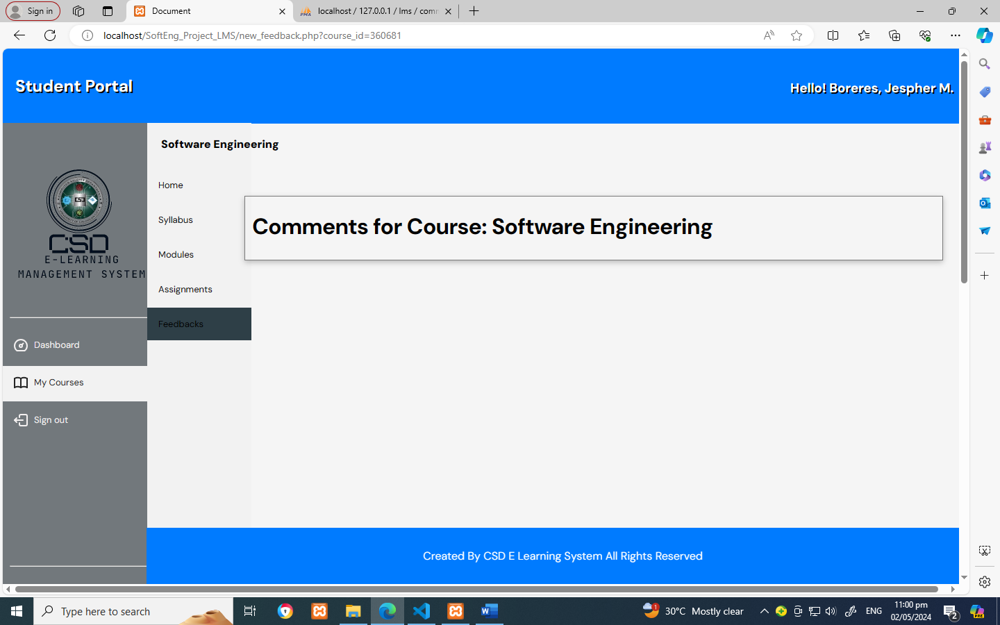 Sign in
Document
localhost / 127.0.0.1 / lms / comm
localhost/SoftEng_Project_LMS/new_feedback.php?course_id=360681
Student Portal
Hello! Boreres, Jespher M.
CSD
E-LEARNING
MANAGEMENT SYSTEM
Dashboard
My Courses
Sign out
Software Engineering
Home
Syllabus
Modules
Assignments
Feedbacks
Comments for Course: Software Engineering
Created By CSD E Learning System All Rights Reserved
Type here to search
30°C Mostly clear
ENG
11:00 pm
02/05/2024
2